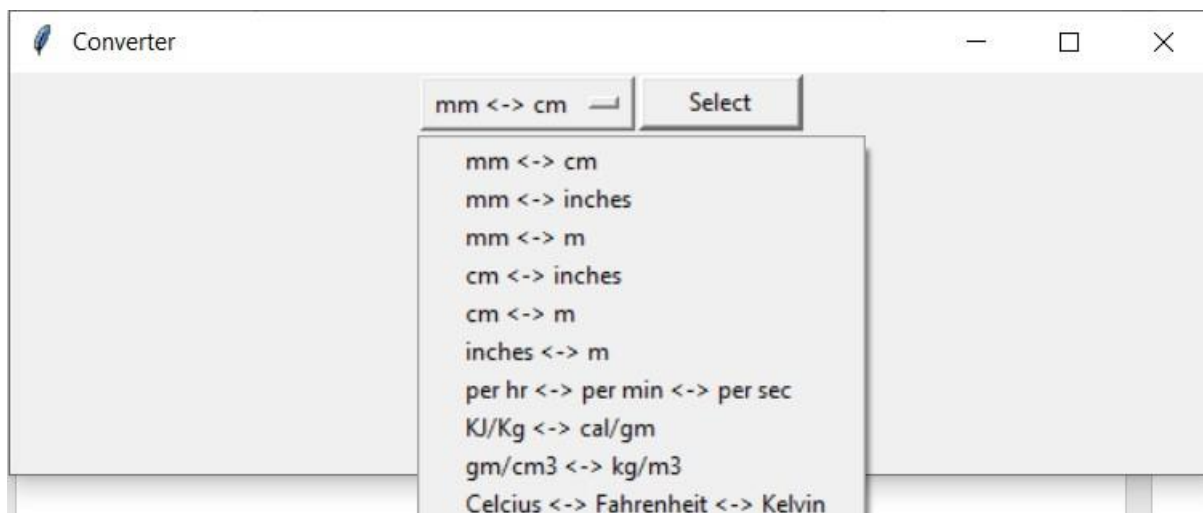 Converter
mm <-> cm Select
mm <-> cm
mm <-> inches
mm <-> m
cm <-> inches
cm <-> m
inches <-> m
per hr <-> per min <-> per sec
KJ/Kg <-> cal/gm
gm/cm3 <-> kg/m3
Celcius <-> Fahrenheit <-> Kelvin